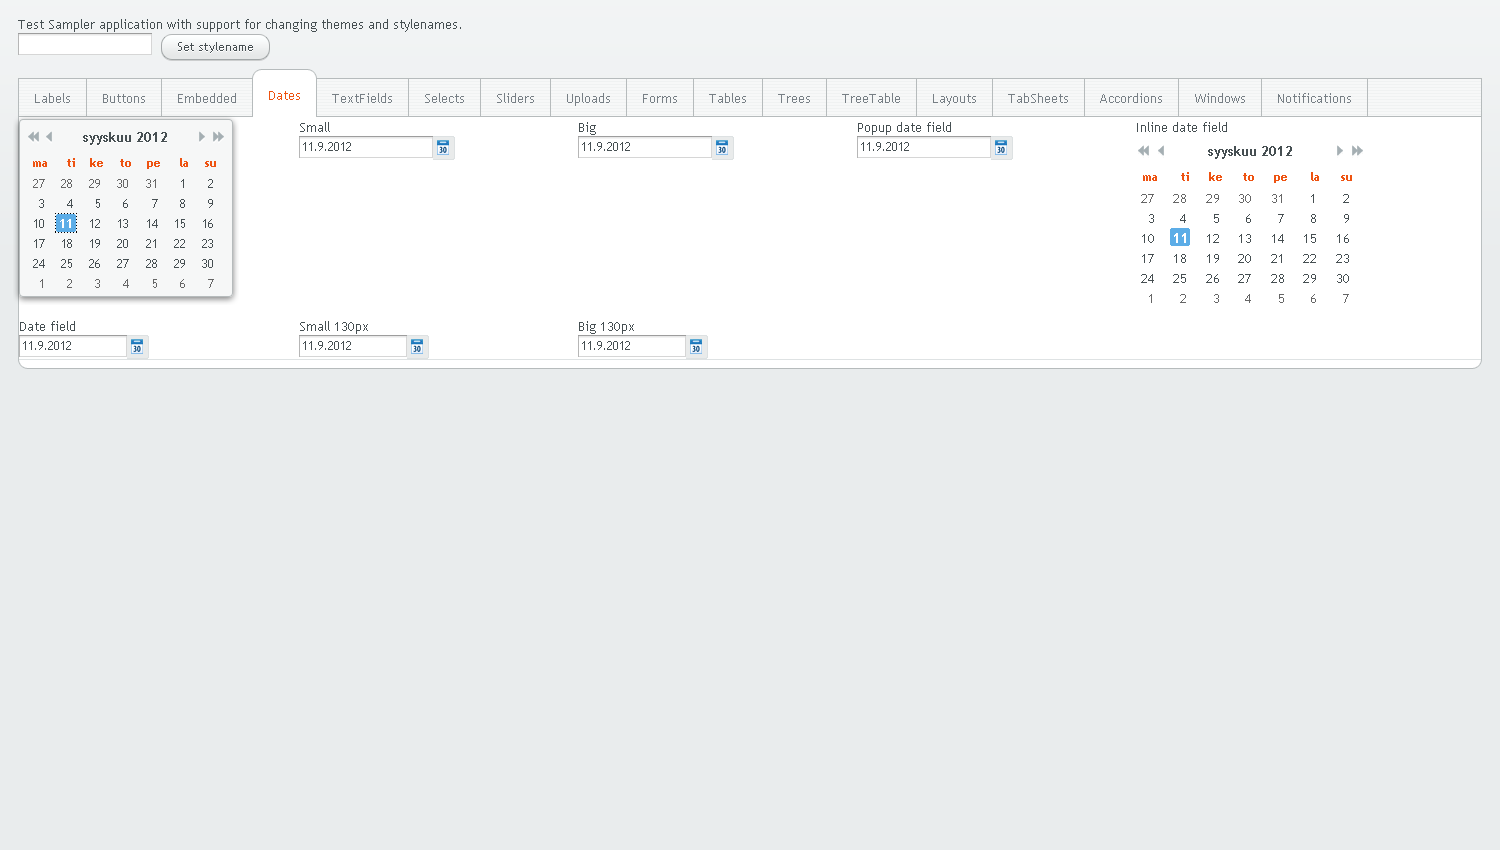 Test Sampler application with support for changing themes and stylenames.
Set stylename
Labels Buttons Embedded Dates TextFields Selects Sliders Uploads Forms Tables Trees TreeTable Layouts TabSheets Accordions Windows Notifications
syyskuu 2012
ma ti ke to pe la su
27 28 29 30 31 1 2
3 4 5 6 7 8 9
10 11 12 13 14 15 16
17 18 19 20 21 22 23
24 25 26 27 28 29 30
1 2 3 4 5 6 7
Small
11.9.2012
30
Big
11.9.2012
30
Popup date field
11.9.2012
30
Inline date field
syyskuu 2012
ma ti ke to pe la su
27 28 29 30 31 1 2
3 4 5 6 7 8 9
10 11 12 13 14 15 16
17 18 19 20 21 22 23
24 25 26 27 28 29 30
1 2 3 4 5 6 7
Date field
11.9.2012
30
Small 130px
11.9.2012
30
Big 130px
11.9.2012
30